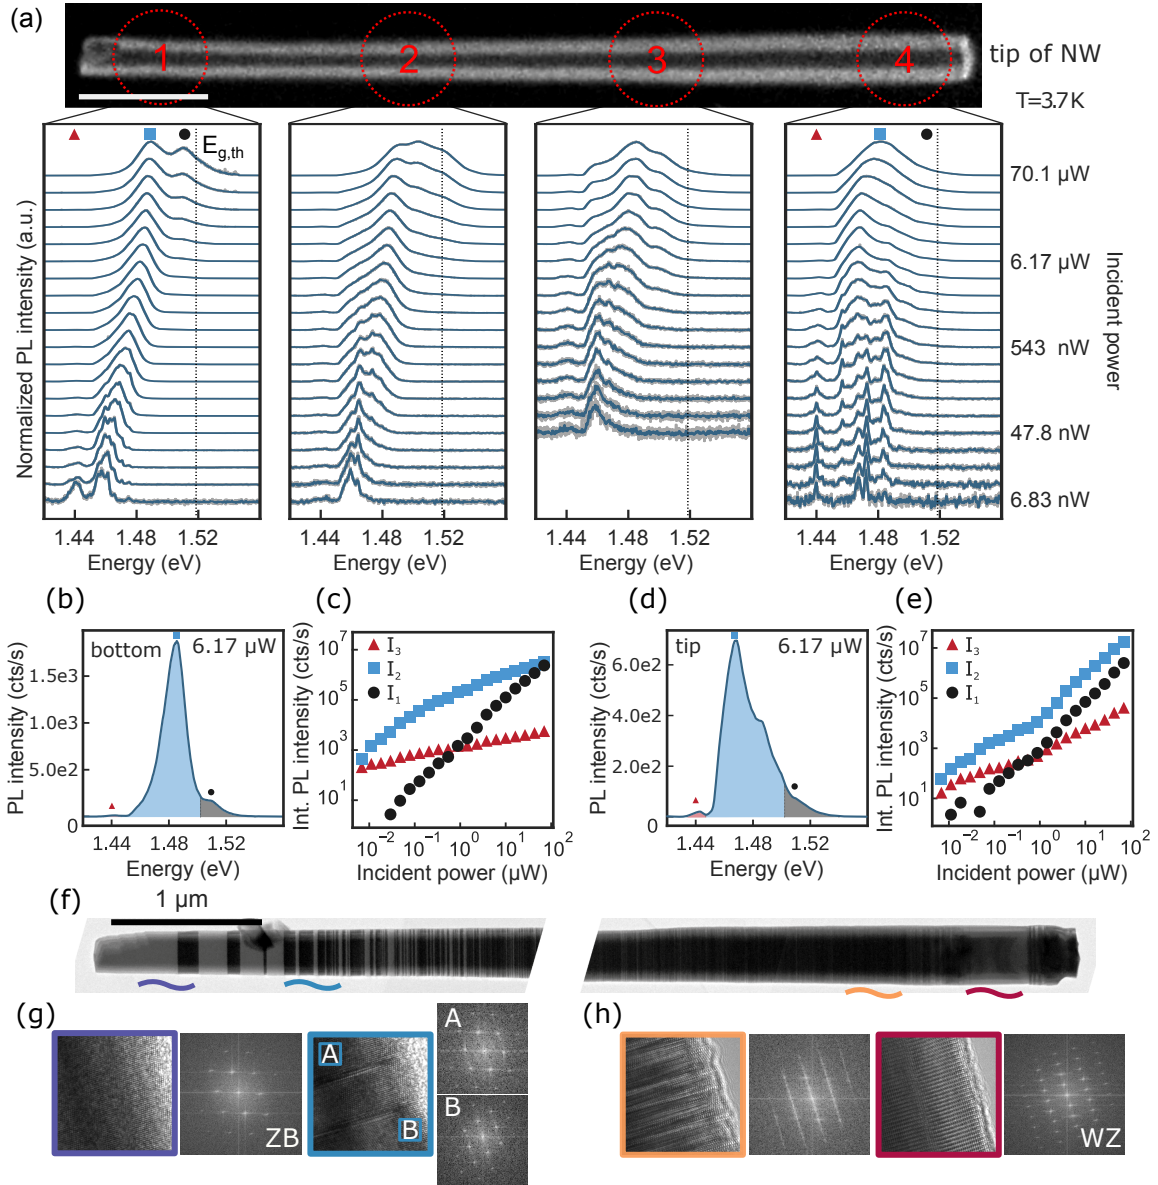 (a)
1
2
3
4
tip of NW
T=3.7K
E_g,th
70.1 µW
6.17 µW
543 nW
47.8 nW
6.83 nW
Normalized PL intensity (a.u.)
Incident power
1.44 1.48 1.52
1.44 1.48 1.52
1.44 1.48 1.52
1.44 1.48 1.52
Energy (eV)
Energy (eV)
Energy (eV)
Energy (eV)
(b)
bottom
6.17 µW
PL intensity (cts/s)
1.5e3
1.0e3
5.0e2
0
1.44 1.48 1.52
Energy (eV)
(c)
Int. PL intensity (cts/s)
10^7
10^5
10^3
10^1
I_3
I_2
I_1
10^-2 10^-1 10^0 10^1 10^2
Incident power (µW)
(d)
tip
6.17 µW
PL intensity (cts/s)
6.0e2
4.0e2
2.0e2
0
1.44 1.48 1.52
Energy (eV)
(e)
Int. PL intensity (cts/s)
10^7
10^5
10^3
10^1
I_3
I_2
I_1
10^-2 10^-1 10^0 10^1 10^2
Incident power (µW)
(f)
1 µm
(g)
ZB
A
B
A
B
(h)
WZ